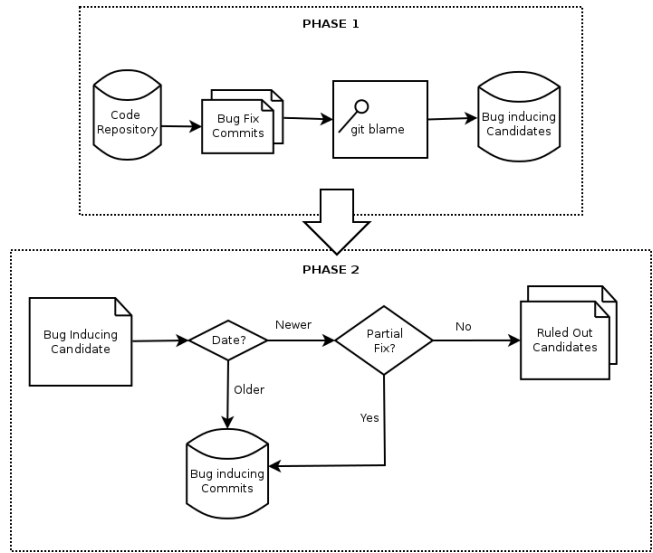 PHASE 1
Code
Repository
Bug Fix
Commits
git blame
Bug inducing
Candidates
PHASE 2
Bug Inducing
Candidate
Date?
Newer
Partial
Fix?
No
Ruled Out
Candidates
Older
Yes
Bug inducing
Commits